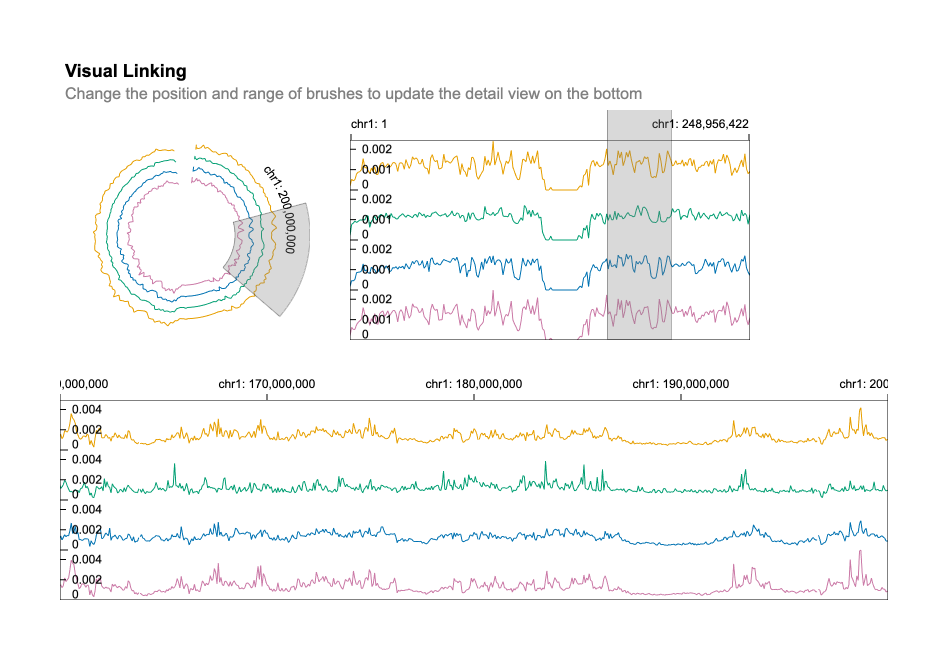 Visual Linking
Change the position and range of brushes to update the detail view on the bottom
chr1: 200,000,000
chr1: 1
chr1: 248,956,422
0.002
0.001
0
0.002
0.001
0
0.002
0.001
0
0.002
0.001
0
),000,000
chr1: 170,000,000
chr1: 180,000,000
chr1: 190,000,000
chr1: 200
0.004
0.002
0
0.004
0.002
0
0.004
0.002
0
0.004
0.002
0